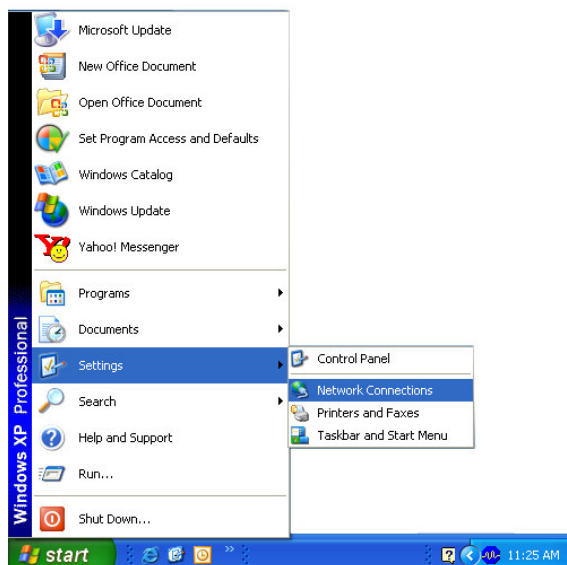 Microsoft Update
New Office Document
Open Office Document
Set Program Access and Defaults
Windows Catalog
Windows Update
Yahoo! Messenger
Programs
Documents
Settings
Search
Help and Support
Run...
Shut Down...
Windows XP Professional
Control Panel
Network Connections
Printers and Faxes
Taskbar and Start Menu
start
11:25 AM